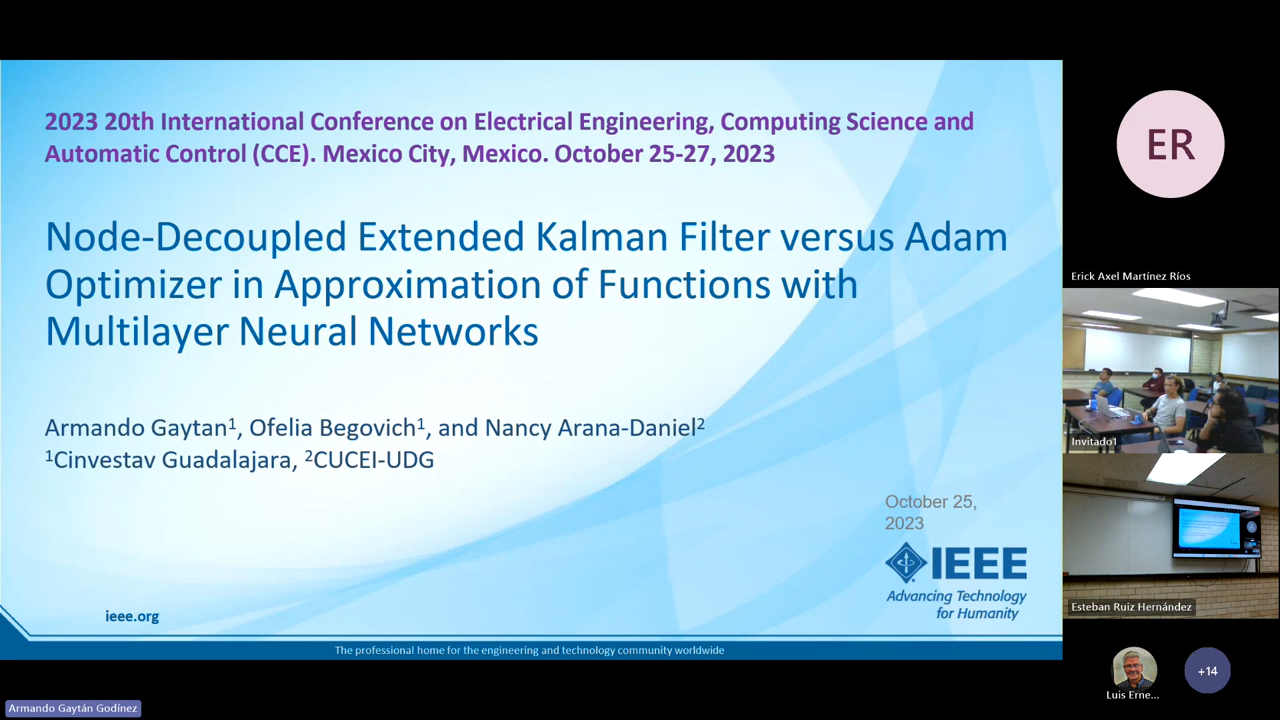 2023 20th International Conference on Electrical Engineering, Computing Science and
Automatic Control (CCE). Mexico City, Mexico. October 25-27, 2023
Node-Decoupled Extended Kalman Filter versus Adam
Optimizer in Approximation of Functions with
Multilayer Neural Networks
Armando Gaytan¹, Ofelia Begovich¹, and Nancy Arana-Daniel²
¹Cinvestav Guadalajara, ²CUCEI-UDG
October 25,
2023
IEEE
Advancing Technology
for Humanity
ieee.org
The professional home for the engineering and technology community worldwide
Armando Gaytán Godínez
ER
Erick Axel Martínez Ríos
Invitado1
Esteban Ruiz Hernández
Luis Erne...
+14